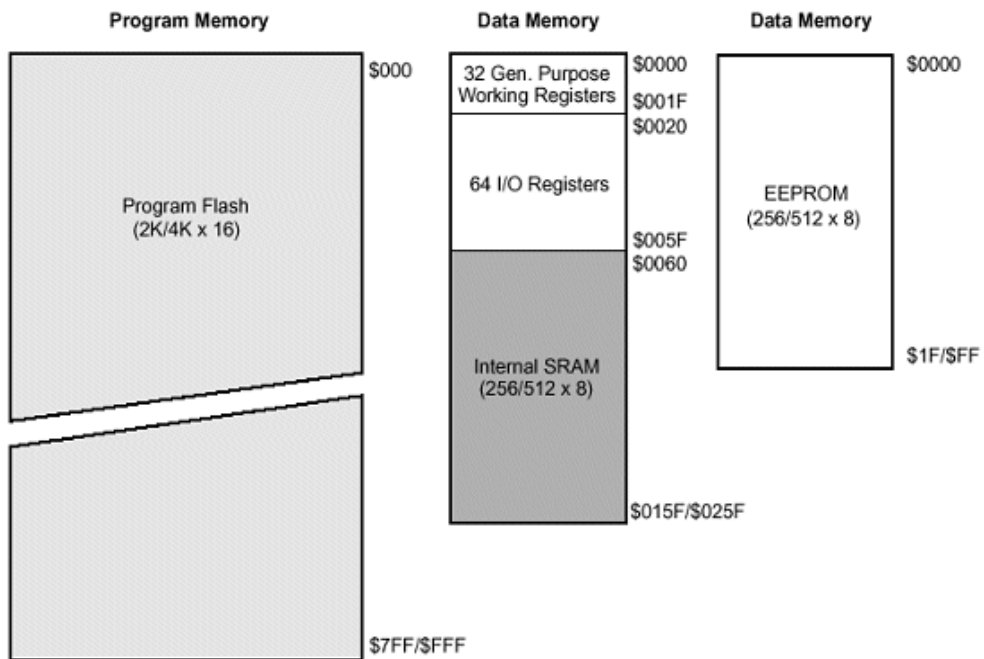 Program Memory
$000
Program Flash
(2K/4K x 16)
$7FF/$FFF
Data Memory
32 Gen. Purpose
Working Registers
$0000
$001F
$0020
64 I/O Registers
$005F
$0060
Internal SRAM
(256/512 x 8)
$015F/$025F
Data Memory
$0000
EEPROM
(256/512 x 8)
$1F/$FF